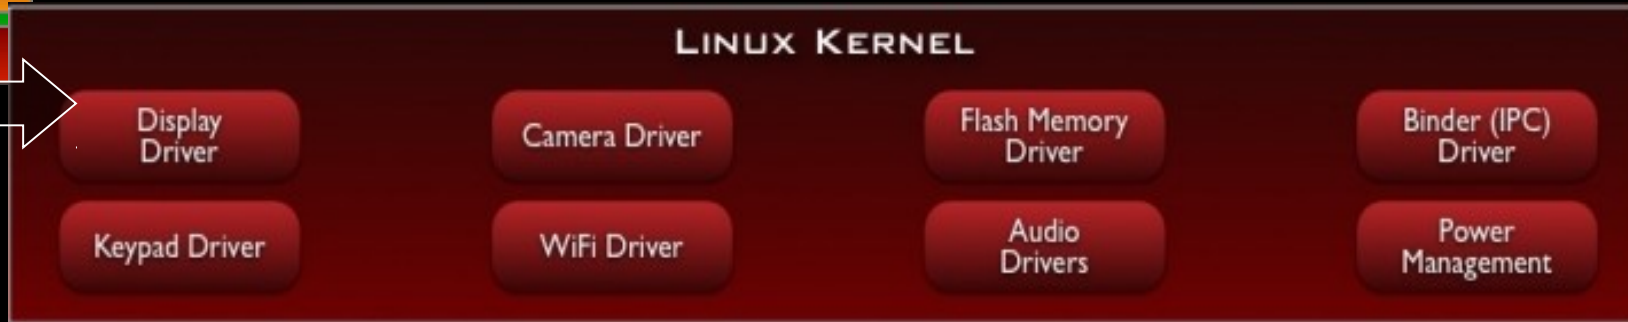 LINUX KERNEL
Display
Driver
Camera Driver
Flash Memory
Driver
Binder (IPC)
Driver
Keypad Driver
WiFi Driver
Audio
Drivers
Power
Management